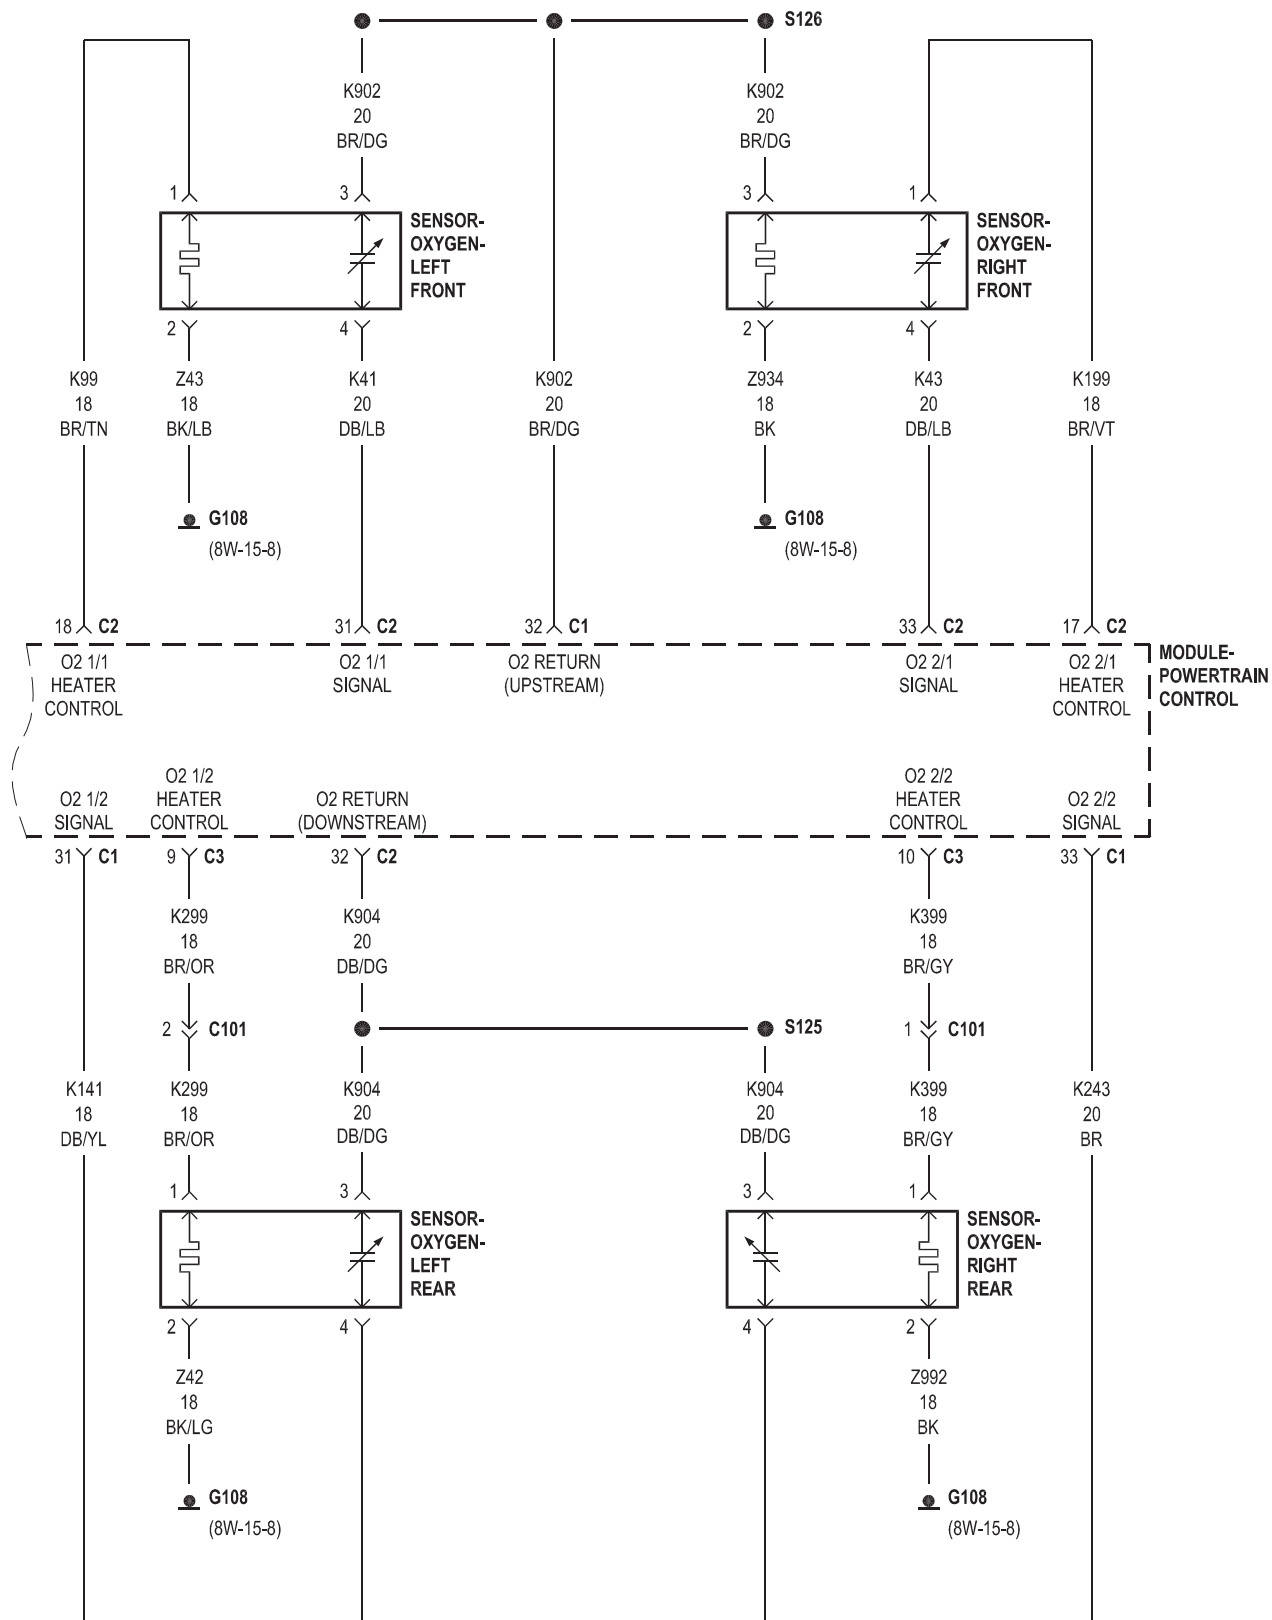 S126
K902
20
BR/DG
K902
20
BR/DG
1
3
3
1
SENSOR-
OXYGEN-
LEFT
FRONT
SENSOR-
OXYGEN-
RIGHT
FRONT
2
4
2
4
K99
18
BR/TN
Z43
18
BK/LB
K41
20
DB/LB
K902
20
BR/DG
Z934
18
BK
K43
20
DB/LB
K199
18
BR/VT
G108
(8W-15-8)
G108
(8W-15-8)
18 C2
31 C2
32 C1
33 C2
17 C2
O2 1/1
HEATER
CONTROL
O2 1/1
SIGNAL
O2 RETURN
(UPSTREAM)
O2 2/1
SIGNAL
O2 2/1
HEATER
CONTROL
MODULE-
POWERTRAIN
CONTROL
O2 1/2
SIGNAL
O2 1/2
HEATER
CONTROL
O2 RETURN
(DOWNSTREAM)
O2 2/2
HEATER
CONTROL
O2 2/2
SIGNAL
31 C1
9 C3
32 C2
10 C3
33 C1
K299
18
BR/OR
K904
20
DB/DG
K399
18
BR/GY
2 C101
S125
1 C101
K141
18
DB/YL
K299
18
BR/OR
K904
20
DB/DG
K904
20
DB/DG
K399
18
BR/GY
K243
20
BR
1
3
3
1
SENSOR-
OXYGEN-
LEFT
REAR
SENSOR-
OXYGEN-
RIGHT
REAR
2
4
4
2
Z42
18
BK/LG
Z992
18
BK
G108
(8W-15-8)
G108
(8W-15-8)